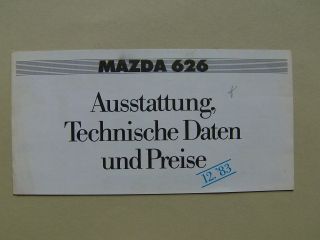 MAZDA 626
Ausstattung,
Technische Daten
und Preise
12.'83